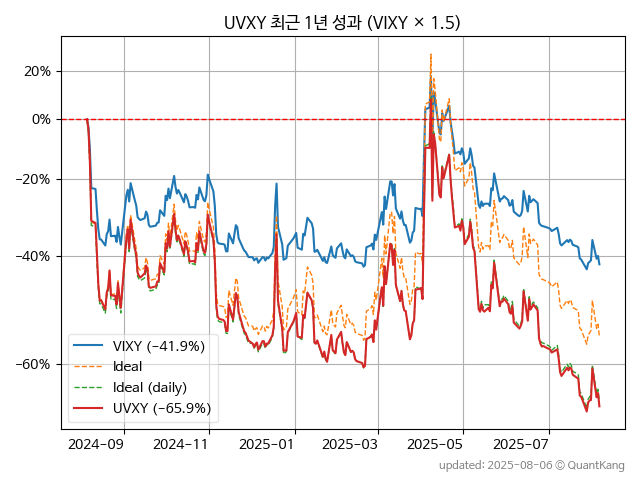 UVXY 최근 1년 성과 (VIXY × 1.5)
20%
0%
−20%
−40%
−60%
VIXY (−41.9%)
Ideal
Ideal (daily)
UVXY (−65.9%)
2024−09 2024−11 2025−01 2025−03 2025−05 2025−07
updated: 2025-08-06 © QuantKang